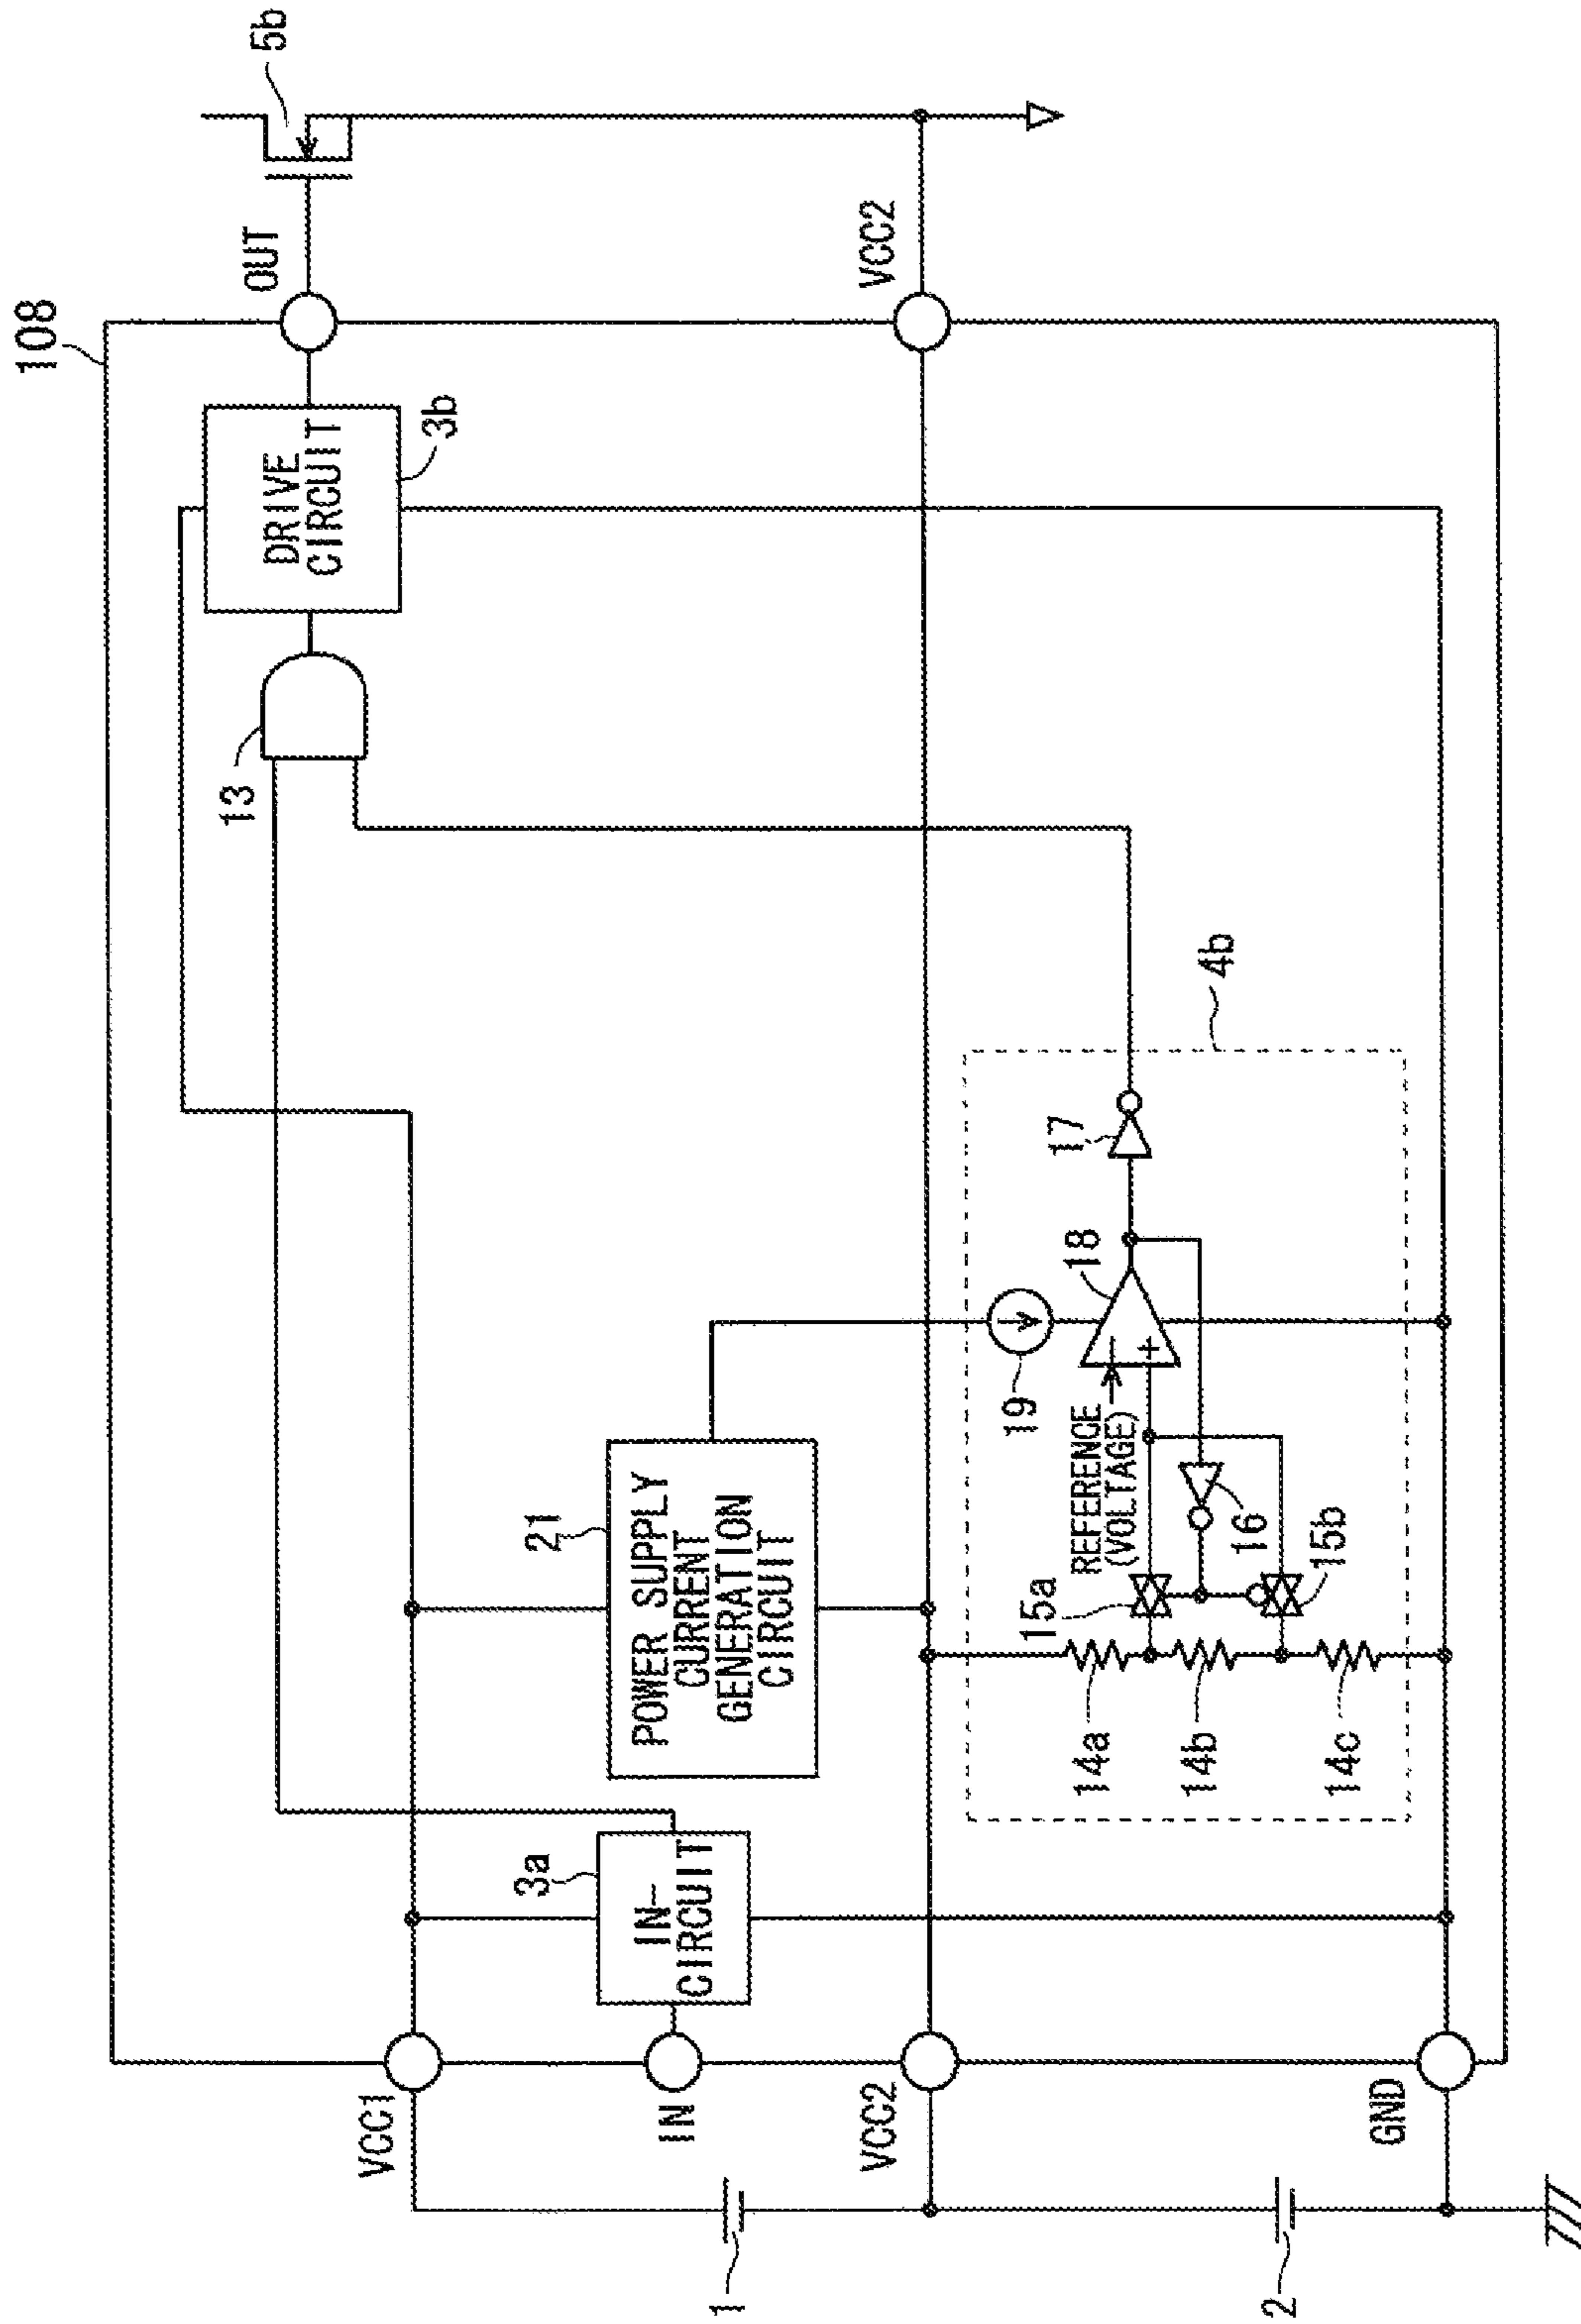 108
OUT
5b
DRIVE
CIRCUIT
3b
13
VCC1
IN
3a
IN-
CIRCUIT
21
POWER SUPPLY
CURRENT
GENERATION
CIRCUIT
VCC2
VCC2
4b
19
18
17
REFERENCE
(VOLTAGE)
-
+
15a
16
15b
14a
14b
14c
GND
1
2